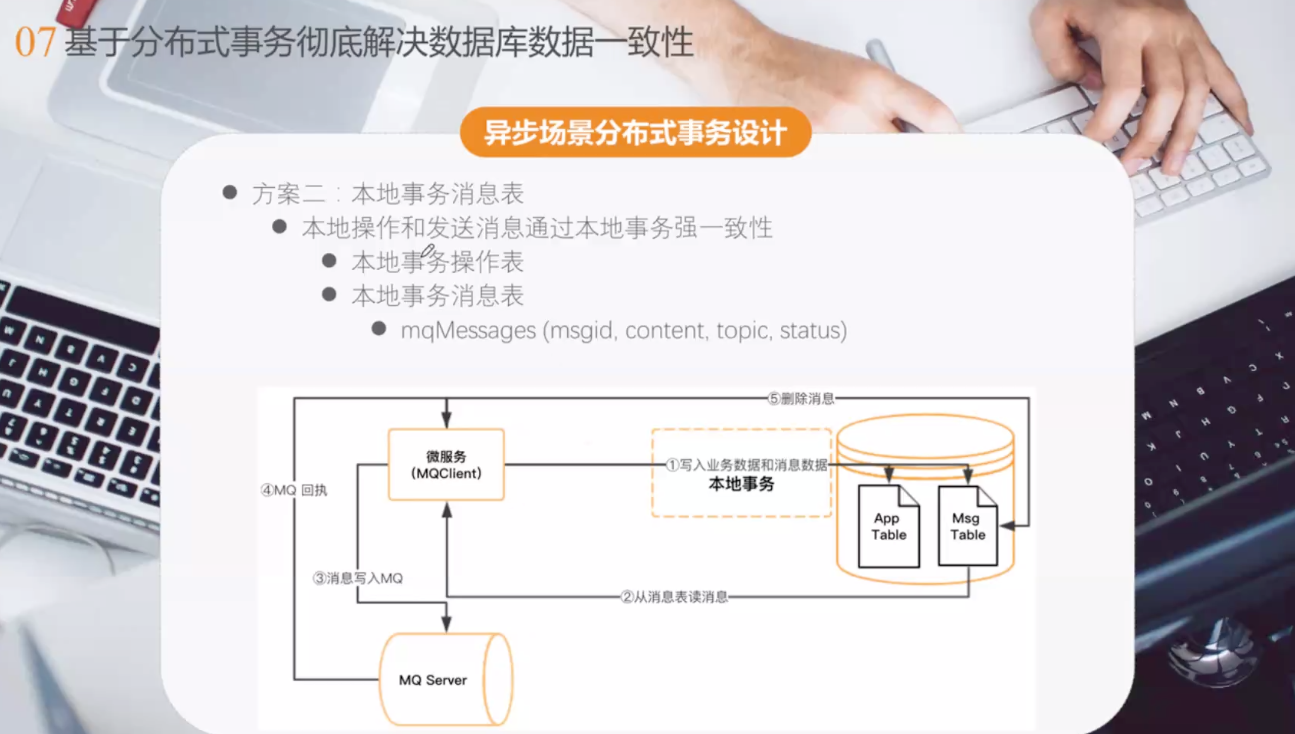 07 基于分布式事务彻底解决数据库数据一致性
异步场景分布式事务设计
方案二：本地事务消息表
本地操作和发送消息通过本地事务强一致性
本地事务操作表
本地事务消息表
mqMessages (msgid, content, topic, status)
⑤删除消息
微服务
(MQClient)
①写入业务数据和消息数据
本地事务
④MQ 回执
App
Table
Msg
Table
③消息写入MQ
②从消息表读消息
MQ Server